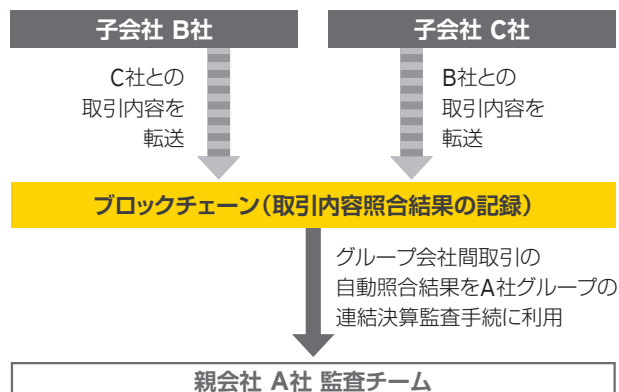 子会社 B社
子会社 C社
C社との
取引内容を
転送
B社との
取引内容を
転送
ブロックチェーン（取引内容照合結果の記録）
グループ会社間取引の
自動照合結果をA社グループの
連結決算監査手続に利用
親会社 A社 監査チーム